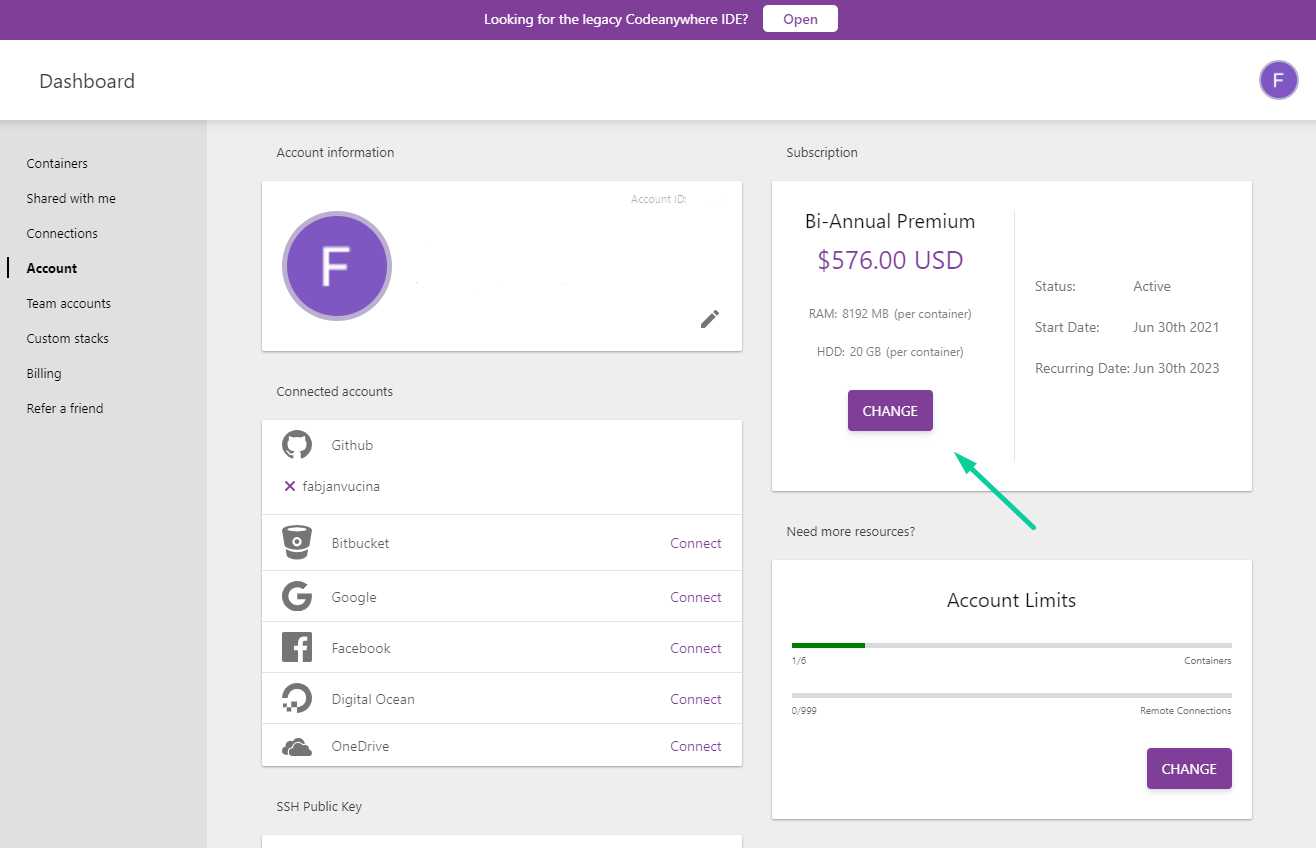 Looking for the legacy Codeanywhere IDE? Open
Dashboard
F
Containers
Shared with me
Connections
Account
Team accounts
Custom stacks
Billing
Refer a friend
Account information
Account ID:
F
Connected accounts
Github
fabjanvucina
Bitbucket Connect
Google Connect
Facebook Connect
Digital Ocean Connect
OneDrive Connect
SSH Public Key
Subscription
Bi-Annual Premium
$576.00 USD
RAM: 8192 MB (per container)
HDD: 20 GB (per container)
CHANGE
Status: Active
Start Date: Jun 30th 2021
Recurring Date: Jun 30th 2023
Need more resources?
Account Limits
1/6 Containers
0/999 Remote Connections
CHANGE